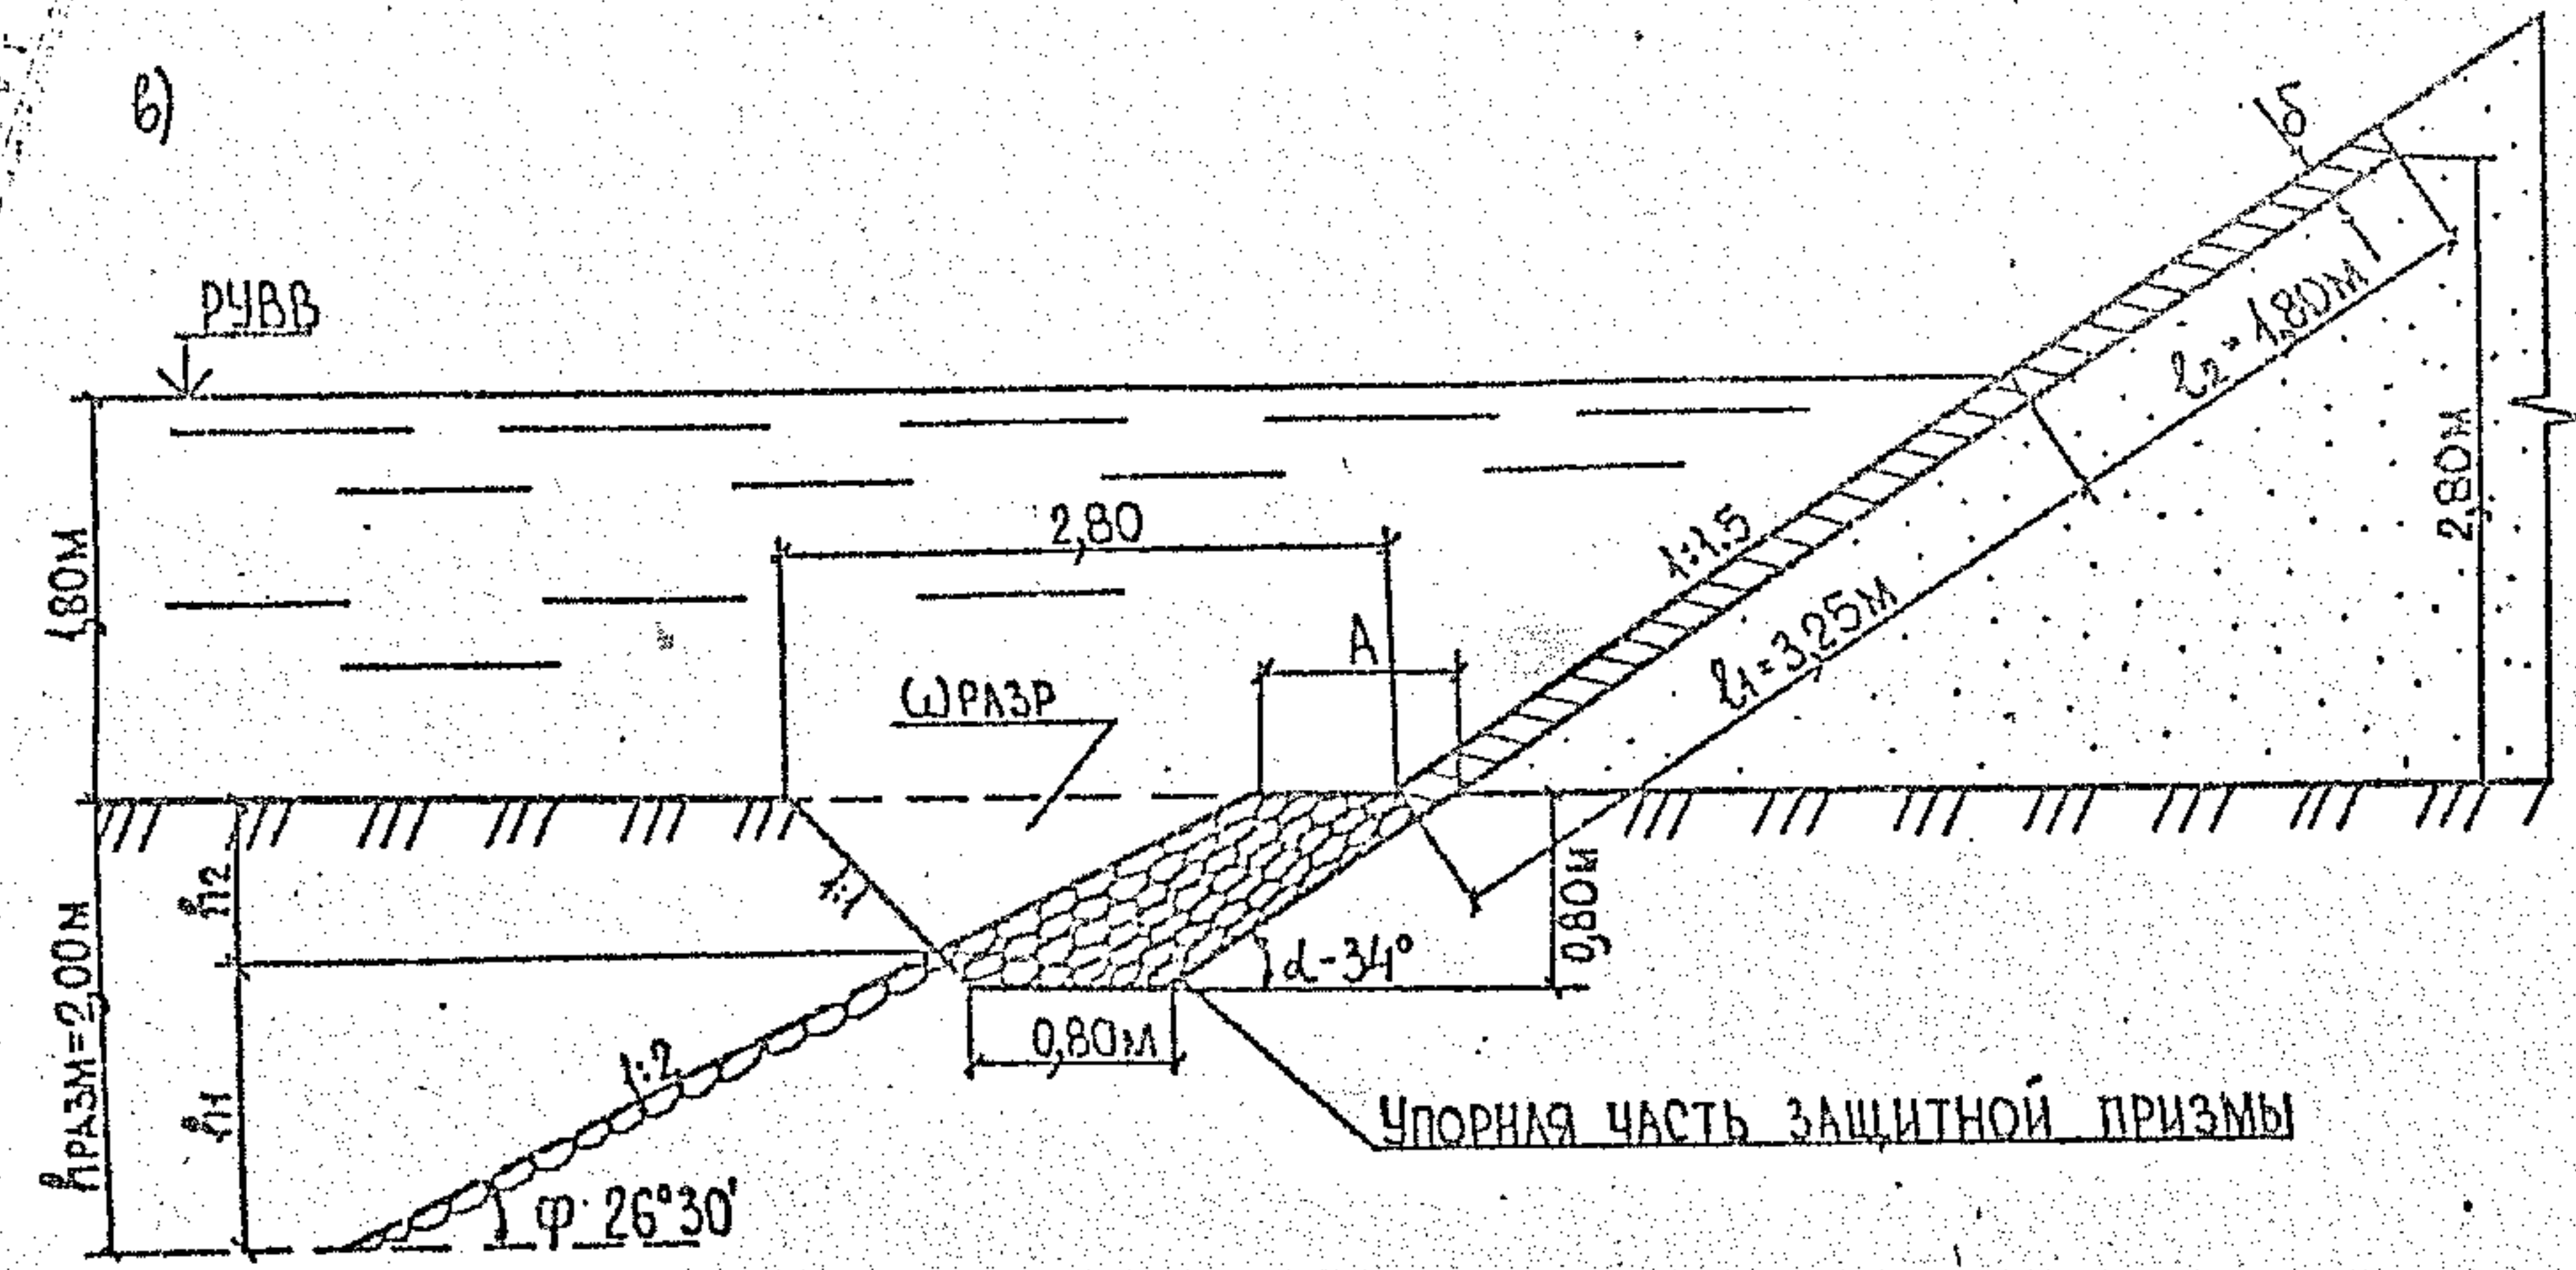 в)
δ
РУВВ
l2=1,80м
2,80м
2,80
1:1.5
1,80м
А
l1=3,25м
ωРАЗР
h2
1:1
0,80м
α-34°
hРАЗМ=2,00м
0,80м
1:2
h1
УПОРНАЯ ЧАСТЬ ЗАЩИТНОЙ ПРИЗМЫ
φ·26°30'